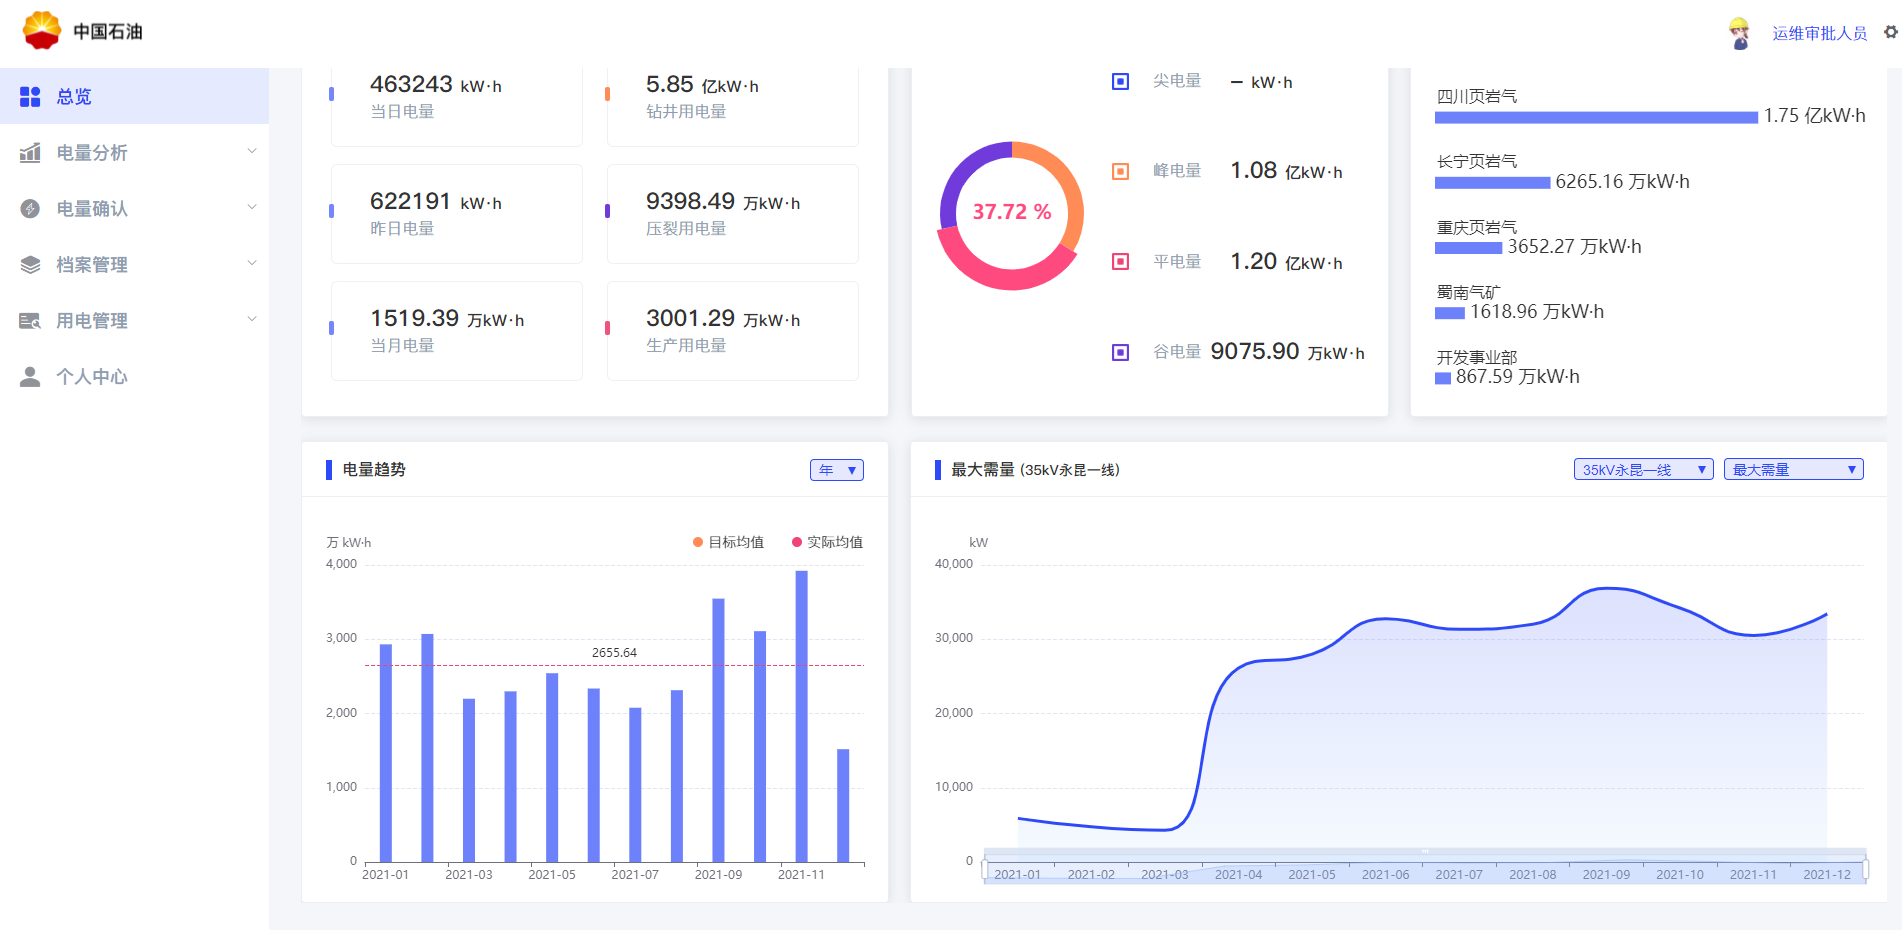 中国石油
运维审批人员
总览
电量分析
电量确认
档案管理
用电管理
个人中心
463243 kW·h
当日电量
5.85 亿kW·h
钻井用电量
622191 kW·h
昨日电量
9398.49 万kW·h
压裂用电量
1519.39 万kW·h
当月电量
3001.29 万kW·h
生产用电量
37.72 %
尖电量 – kW·h
峰电量 1.08 亿kW·h
平电量 1.20 亿kW·h
谷电量 9075.90 万kW·h
四川页岩气
1.75 亿kW·h
长宁页岩气
6265.16 万kW·h
重庆页岩气
3652.27 万kW·h
蜀南气矿
1618.96 万kW·h
开发事业部
867.59 万kW·h
电量趋势
年 ▼
万 kW·h
目标均值 实际均值
4,000
3,000
2655.64
2,000
1,000
0
2021-01 2021-03 2021-05 2021-07 2021-09 2021-11
最大需量 (35kV永昆一线)
35kV永昆一线 ▼
最大需量 ▼
kW
40,000
30,000
20,000
10,000
0
2021-01 2021-02 2021-03 2021-04 2021-05 2021-06 2021-07 2021-08 2021-09 2021-10 2021-11 2021-12